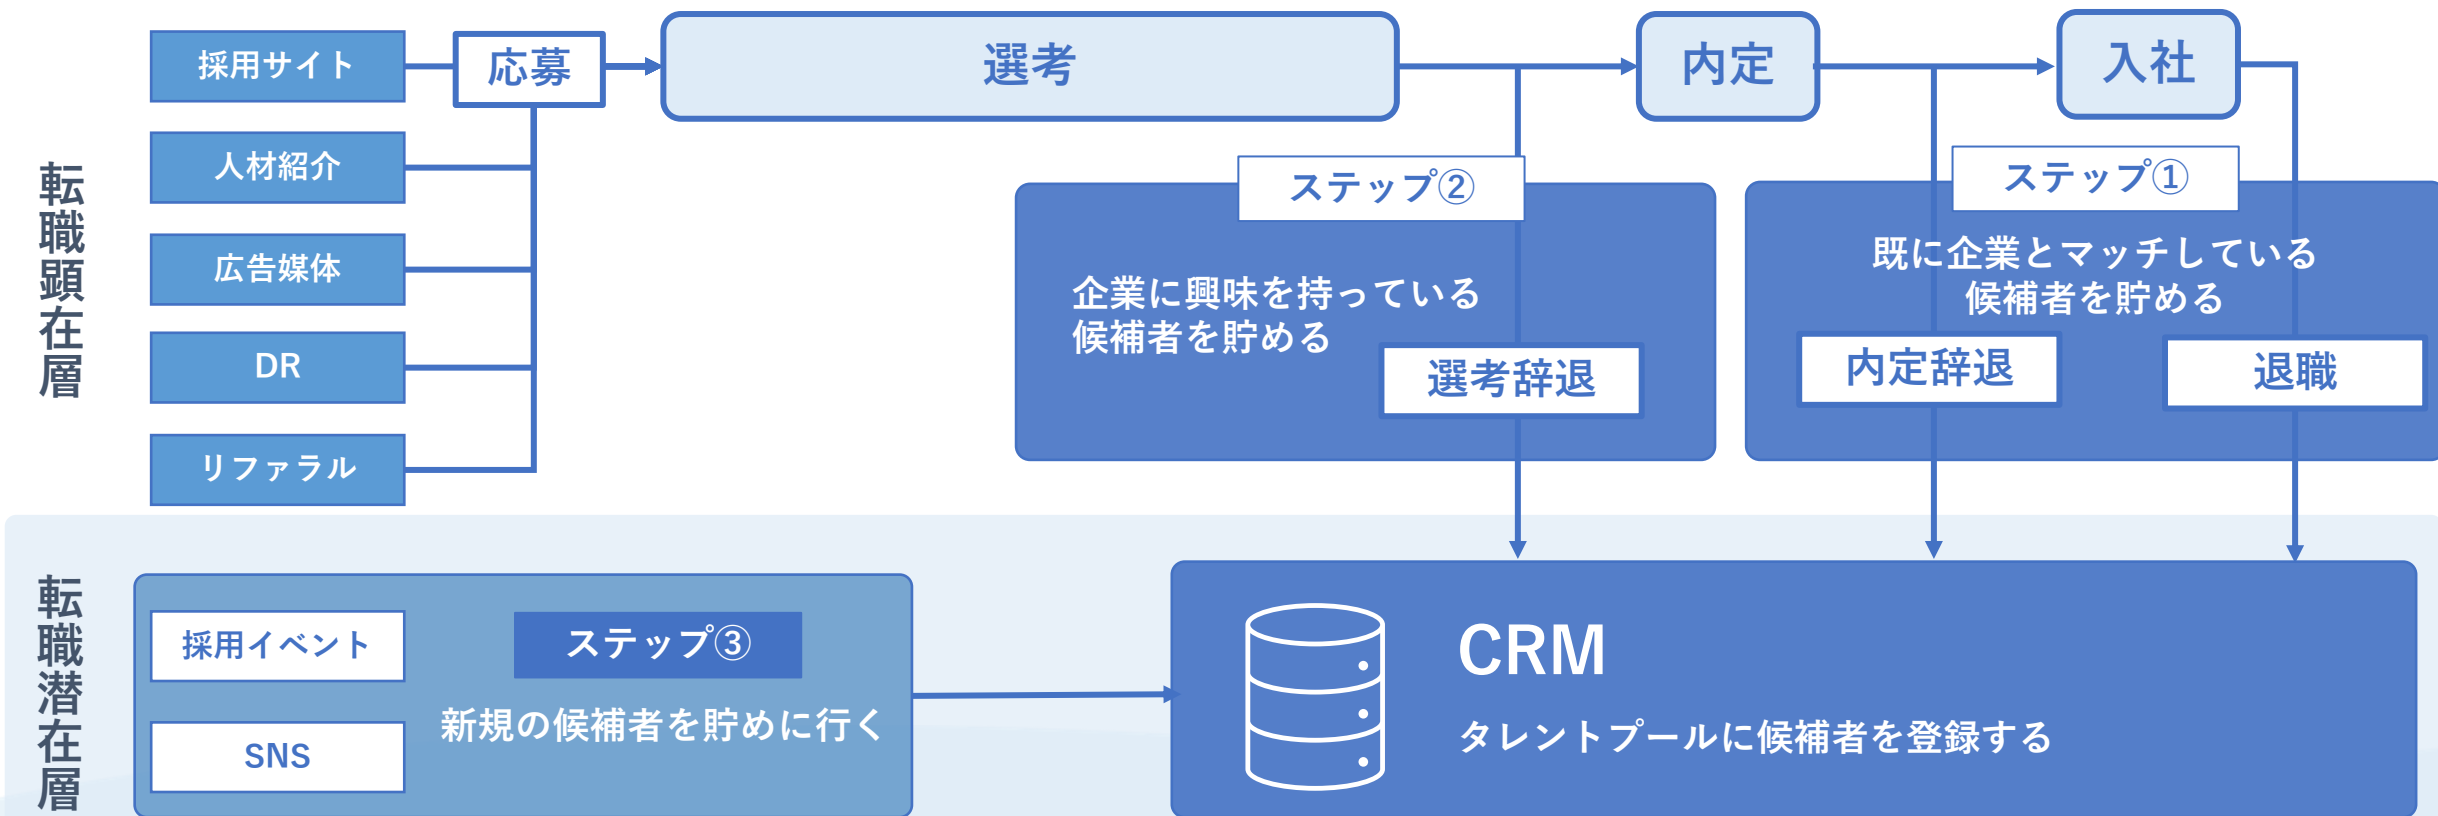 転職顕在層
採用サイト
人材紹介
広告媒体
DR
リファラル
応募
選考
内定
入社
ステップ②
企業に興味を持っている
候補者を貯める
選考辞退
ステップ①
既に企業とマッチしている
候補者を貯める
内定辞退
退職
転職潜在層
採用イベント
SNS
ステップ③
新規の候補者を貯めに行く
CRM
タレントプールに候補者を登録する